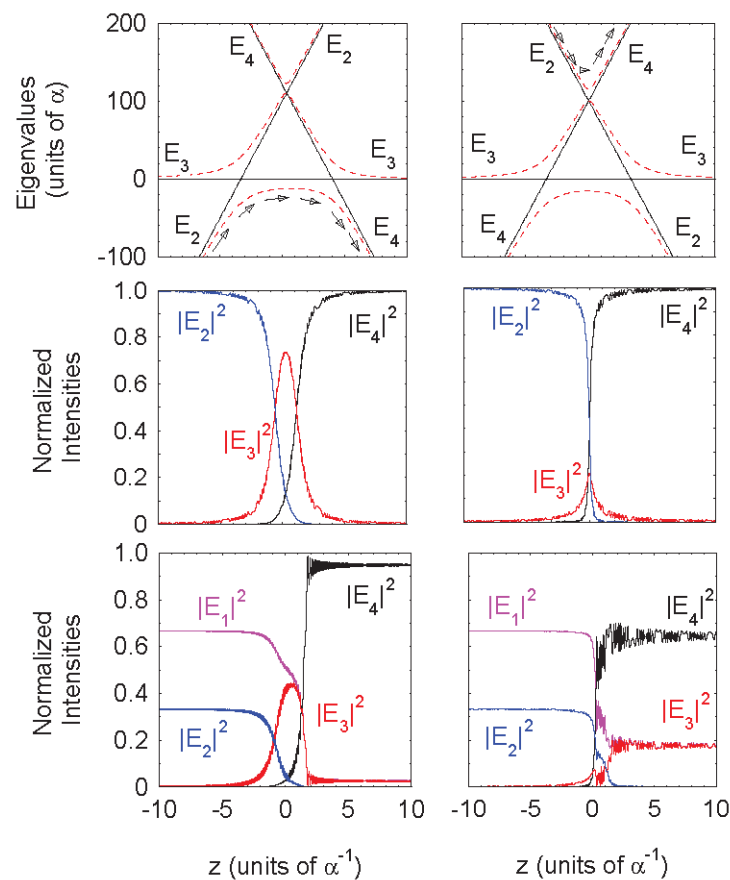 200
100
0
-100
Eigenvalues
(units of α)
E4
E2
E3
E3
E2
E4
E2
E4
E3
E3
E4
E2
1.0
0.8
0.6
0.4
0.2
0
Normalized
Intensities
|E2|²
|E4|²
|E3|²
|E2|²
|E4|²
|E3|²
1.0
0.8
0.6
0.4
0.2
0
Normalized
Intensities
|E1|²
|E4|²
|E2|²
|E3|²
|E1|²
|E4|²
|E2|²
|E3|²
-10 -5 0 5 10
-10 -5 0 5 10
z (units of α⁻¹)
z (units of α⁻¹)